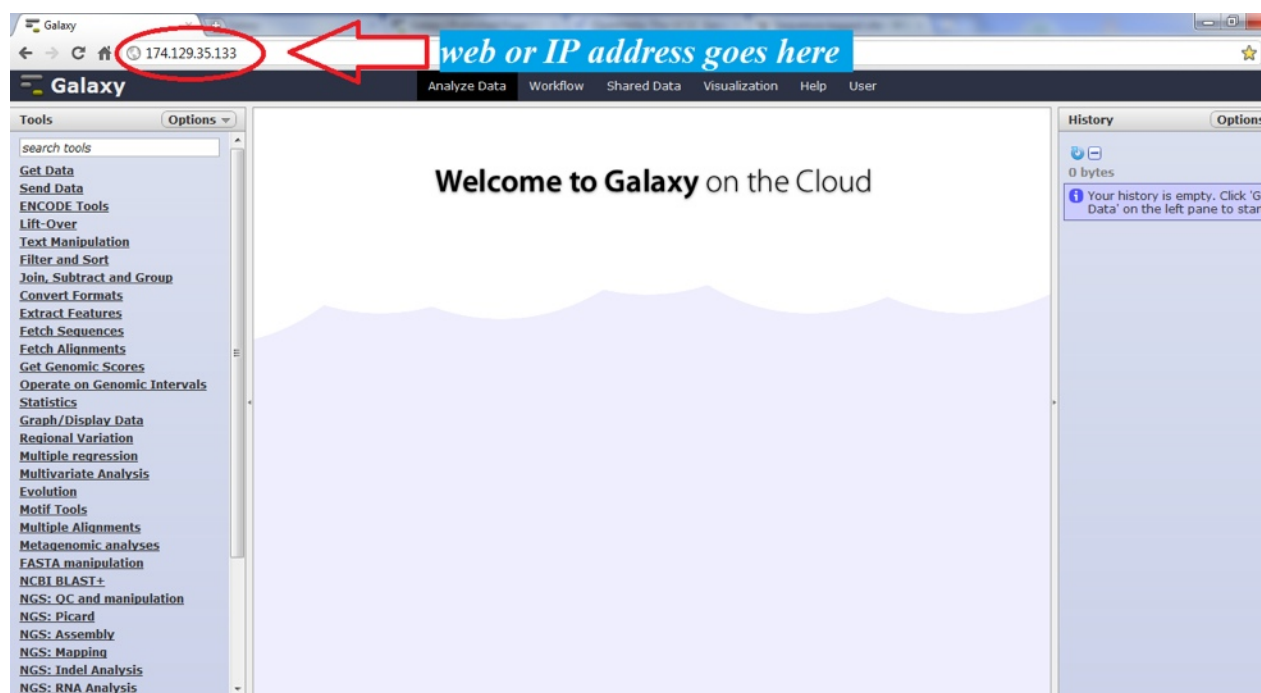 Galaxy
174.129.35.133
web or IP address goes here
Galaxy
Analyze Data Workflow Shared Data Visualization Help User
Tools Options
search tools
Get Data
Send Data
ENCODE Tools
Lift-Over
Text Manipulation
Filter and Sort
Join, Subtract and Group
Convert Formats
Extract Features
Fetch Sequences
Fetch Alignments
Get Genomic Scores
Operate on Genomic Intervals
Statistics
Graph/Display Data
Regional Variation
Multiple regression
Multivariate Analysis
Evolution
Motif Tools
Multiple Alignments
Metagenomic analyses
FASTA manipulation
NCBI BLAST+
NGS: QC and manipulation
NGS: Picard
NGS: Assembly
NGS: Mapping
NGS: Indel Analysis
NGS: RNA Analysis
Welcome to Galaxy on the Cloud
History Options
0 bytes
Your history is empty. Click 'G
Data' on the left pane to star